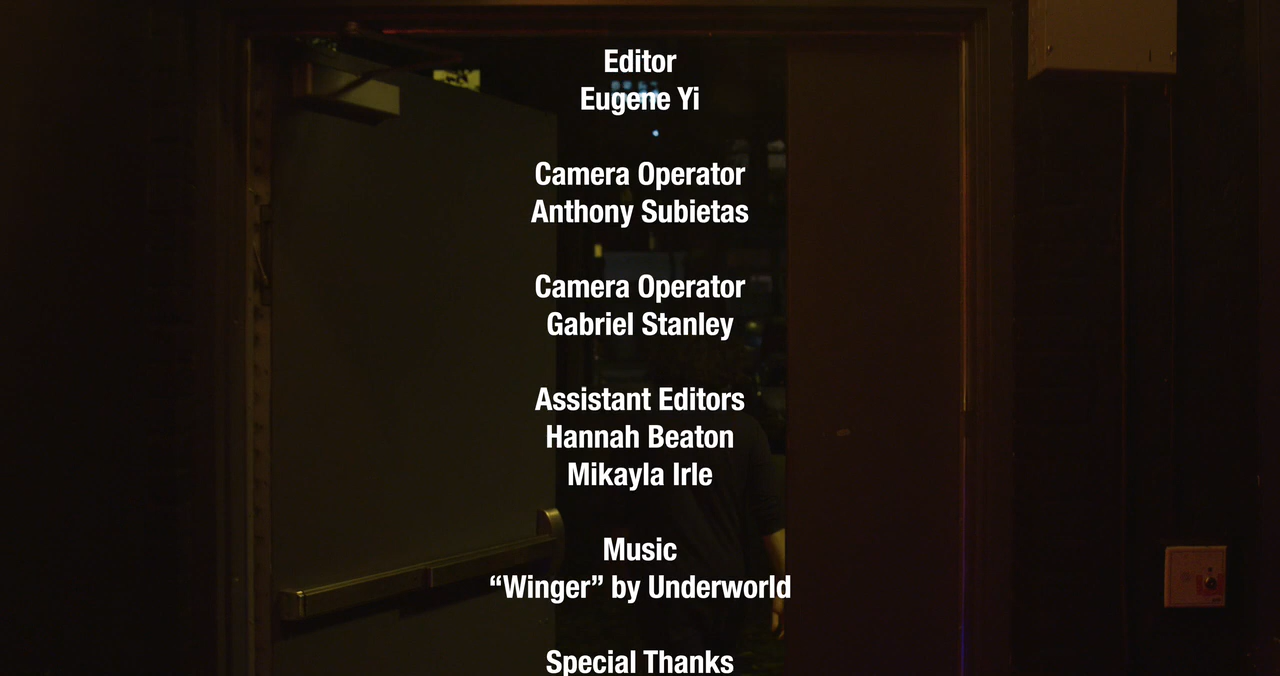 Editor
Eugene Yi
Camera Operator
Anthony Subietas
Camera Operator
Gabriel Stanley
Assistant Editors
Hannah Beaton
Mikayla Irle
Music
“Winger” by Underworld
Special Thanks